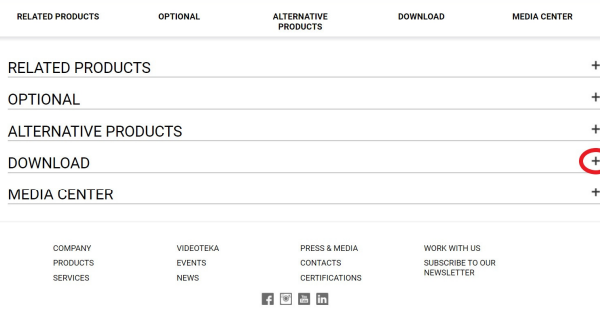 RELATED PRODUCTS OPTIONAL ALTERNATIVE PRODUCTS DOWNLOAD MEDIA CENTER
RELATED PRODUCTS +
OPTIONAL +
ALTERNATIVE PRODUCTS +
DOWNLOAD +
MEDIA CENTER +
COMPANY VIDEOTEKA PRESS & MEDIA WORK WITH US
PRODUCTS EVENTS CONTACTS SUBSCRIBE TO OUR
NEWSLETTER
SERVICES NEWS CERTIFICATIONS